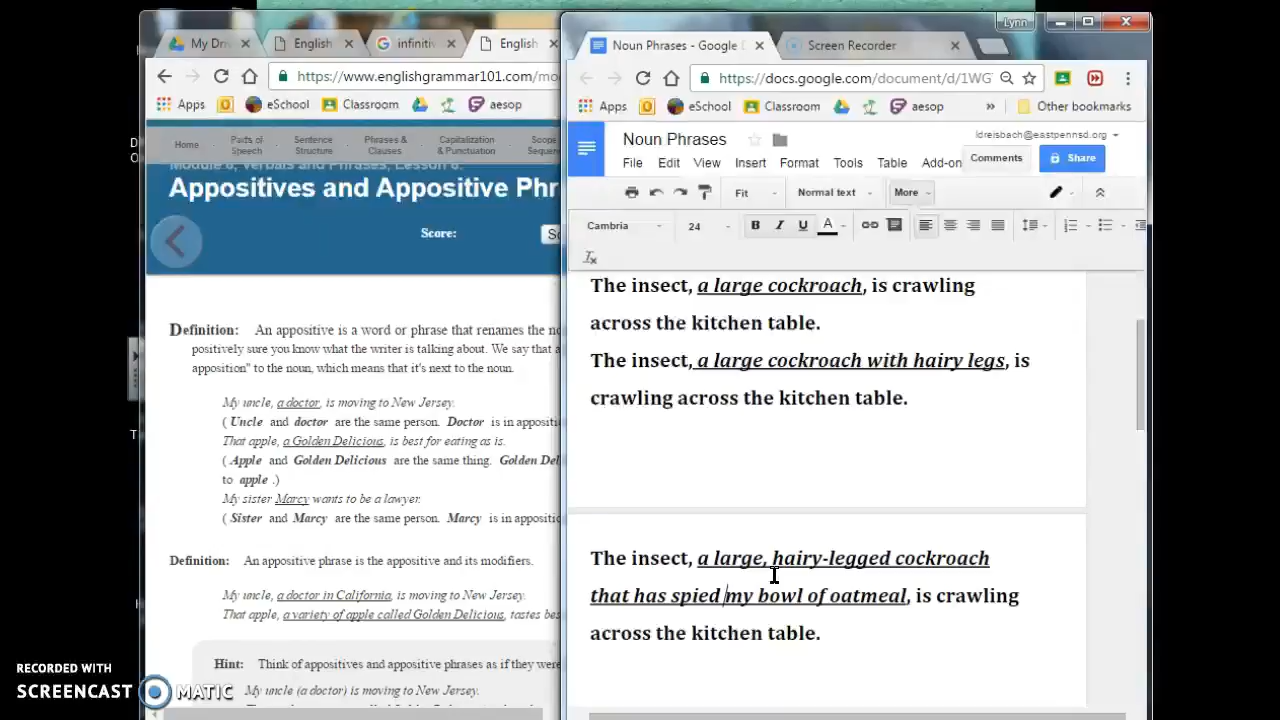 Lynn
My Dri
English
infinitiv
English
https://www.englishgrammar101.com/mo
Apps
eSchool
Classroom
aesop
Home
Parts of Speech
Sentence Structure
Phrases & Clauses
Capitalization & Punctuation
Scope Sequen
Module 6, Verbals and Phrases, Lesson 6:
Appositives and Appositive Phr
Score:
Definition: An appositive is a word or phrase that renames the no
positively sure you know what the writer is talking about. We say that a
apposition" to the noun, which means that it's next to the noun.
My uncle, a doctor, is moving to New Jersey.
( Uncle and doctor are the same person. Doctor is in appositi
That apple, a Golden Delicious, is best for eating as is.
( Apple and Golden Delicious are the same thing. Golden Del
to apple .)
My sister Marcy wants to be a lawyer.
( Sister and Marcy are the same person. Marcy is in appositi
Definition: An appositive phrase is the appositive and its modifiers.
My uncle, a doctor in California, is moving to New Jersey.
That apple, a variety of apple called Golden Delicious, tastes bes
Hint: Think of appositives and appositive phrases as if they were
My uncle (a doctor) is moving to New Jersey.
Noun Phrases - Google D
Screen Recorder
https://docs.google.com/document/d/1WG
Apps
eSchool
Classroom
aesop
»
Other bookmarks
Noun Phrases
ldreisbach@eastpennsd.org
File Edit View Insert Format Tools Table Add-on
Comments
Share
Fit
Normal text
More
Cambria
24
B I U A
The insect, a large cockroach, is crawling
across the kitchen table.
The insect, a large cockroach with hairy legs, is
crawling across the kitchen table.
The insect, a large, hairy-legged cockroach
that has spied my bowl of oatmeal, is crawling
across the kitchen table.
RECORDED WITH
SCREENCAST MATIC